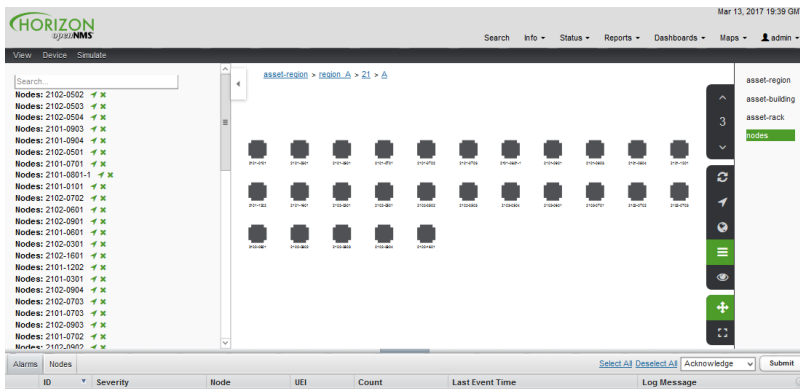 Mar 13, 2017 19:39 GM
HORIZON
openNMS
Search Info Status Reports Dashboards Maps admin
View Device Simulate
Search...
asset-region > region_A > 21 > A
asset-region
asset-building
asset-rack
nodes
3
Nodes: 2102-0502
Nodes: 2102-0503
Nodes: 2102-0504
Nodes: 2101-0903
Nodes: 2101-0904
Nodes: 2102-0501
Nodes: 2101-0701
Nodes: 2101-0801-1
Nodes: 2101-0101
Nodes: 2102-0702
Nodes: 2102-0601
Nodes: 2102-0901
Nodes: 2101-0601
Nodes: 2102-0301
Nodes: 2102-1601
Nodes: 2101-1202
Nodes: 2101-0301
Nodes: 2102-0904
Nodes: 2102-0703
Nodes: 2101-0703
Nodes: 2102-0903
Nodes: 2101-0702
Nodes: 2102-0902
Alarms Nodes
Select All Deselect All Acknowledge Submit
ID Severity Node UEI Count Last Event Time Log Message